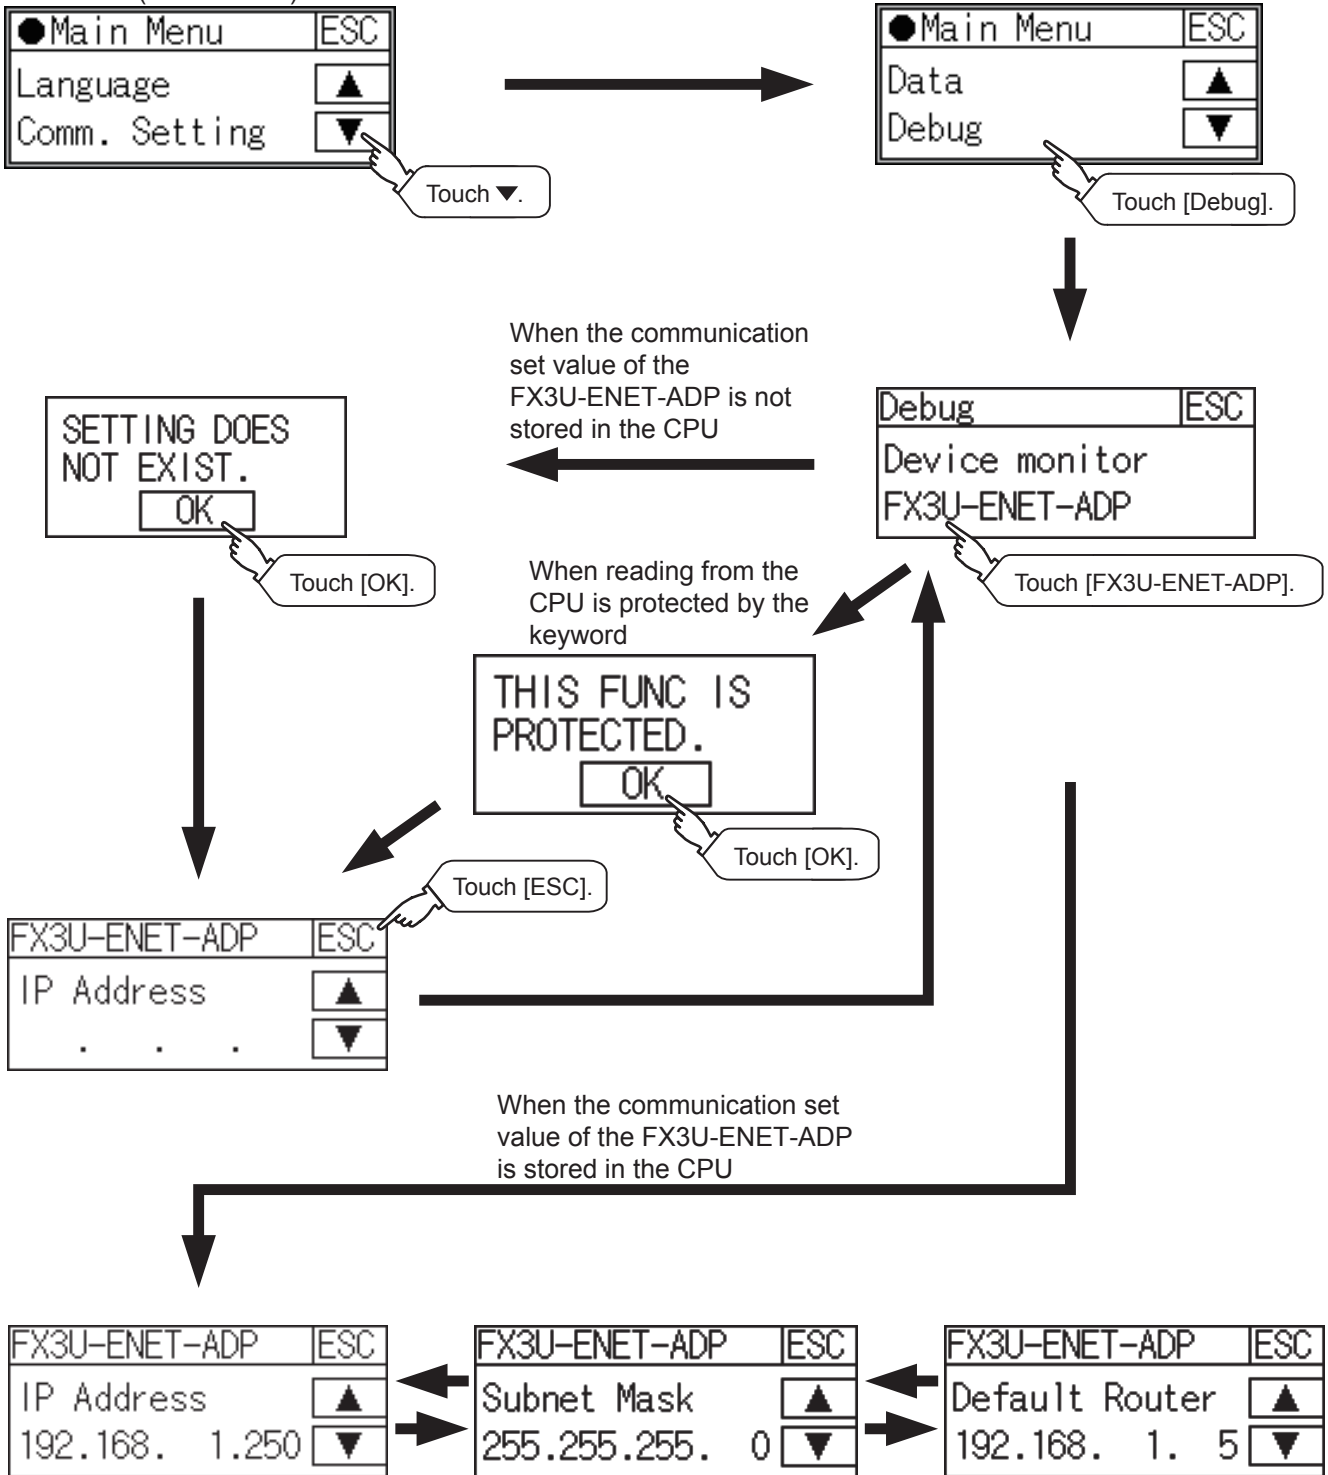 ●Main Menu ESC
Language ▲
Comm. Setting ▼
Touch ▼.
●Main Menu ESC
Data ▲
Debug ▼
Touch [Debug].
When the communication
set value of the
FX3U-ENET-ADP is not
stored in the CPU
SETTING DOES
NOT EXIST.
OK
Touch [OK].
Debug ESC
Device monitor
FX3U-ENET-ADP
Touch [FX3U-ENET-ADP].
When reading from the
CPU is protected by the
keyword
THIS FUNC IS
PROTECTED.
OK
Touch [OK].
Touch [ESC].
FX3U-ENET-ADP ESC
IP Address ▲
. . . ▼
When the communication set
value of the FX3U-ENET-ADP
is stored in the CPU
FX3U-ENET-ADP ESC
IP Address ▲
192.168. 1.250 ▼
FX3U-ENET-ADP ESC
Subnet Mask ▲
255.255.255. 0 ▼
FX3U-ENET-ADP ESC
Default Router ▲
192.168. 1. 5 ▼